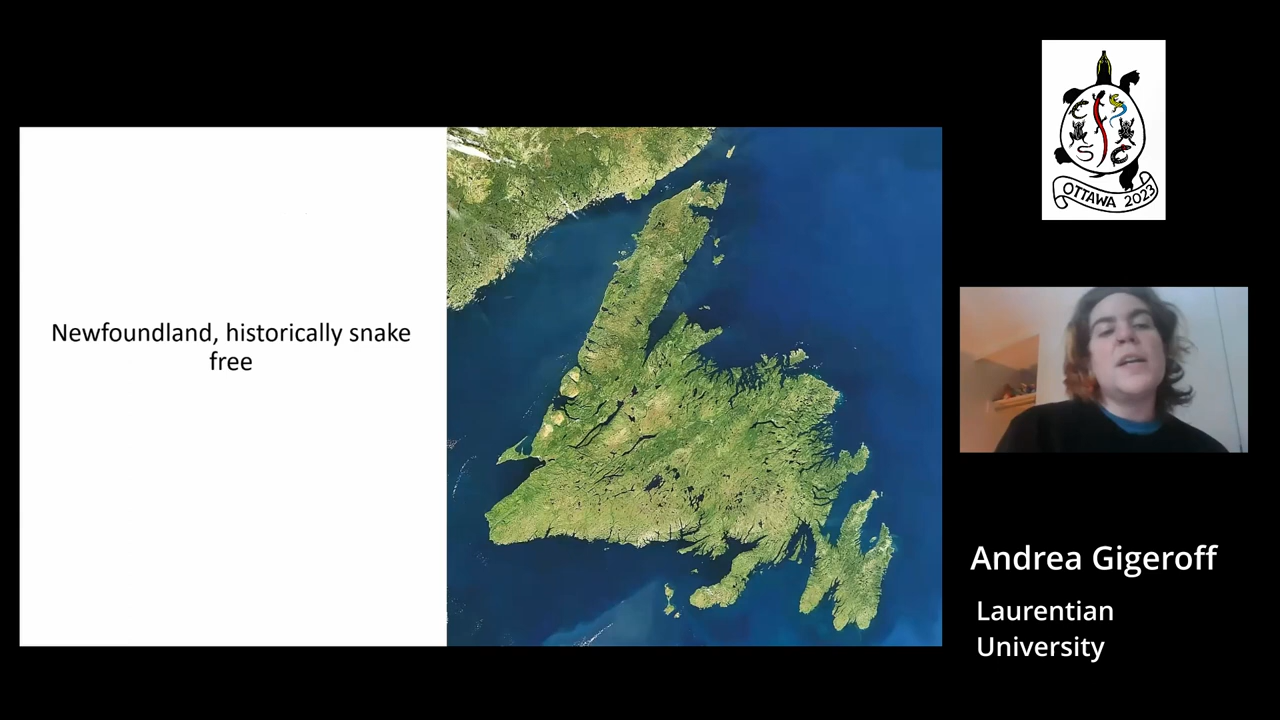 Newfoundland, historically snake
free
OTTAWA 2023
Andrea Gigeroff
Laurentian
University